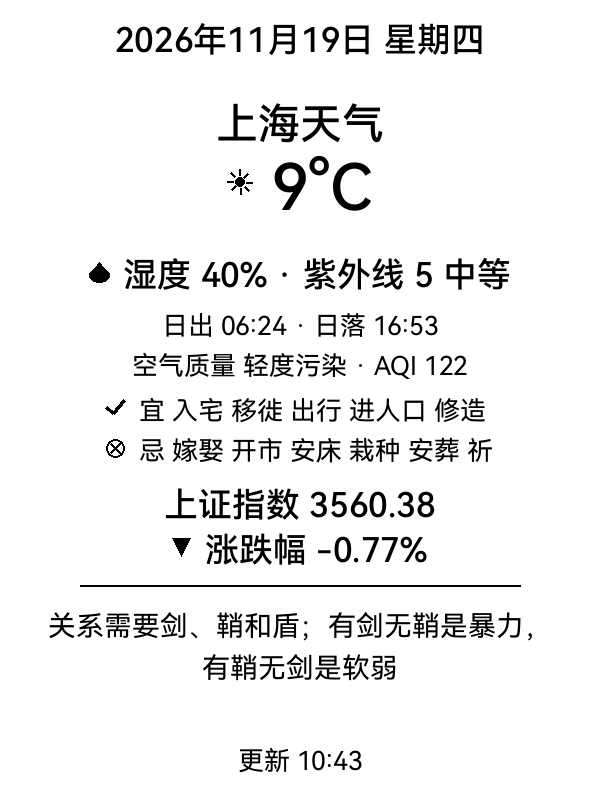 2026年11月19日 星期四
上海天气
9°C
湿度 40% · 紫外线 5 中等
日出 06:24 · 日落 16:53
空气质量 轻度污染 · AQI 122
宜 入宅 移徙 出行 进人口 修造
忌 嫁娶 开市 安床 栽种 安葬 祈
上证指数 3560.38
▼ 涨跌幅 -0.77%
关系需要剑、鞘和盾；有剑无鞘是暴力，
有鞘无剑是软弱
更新 10:43